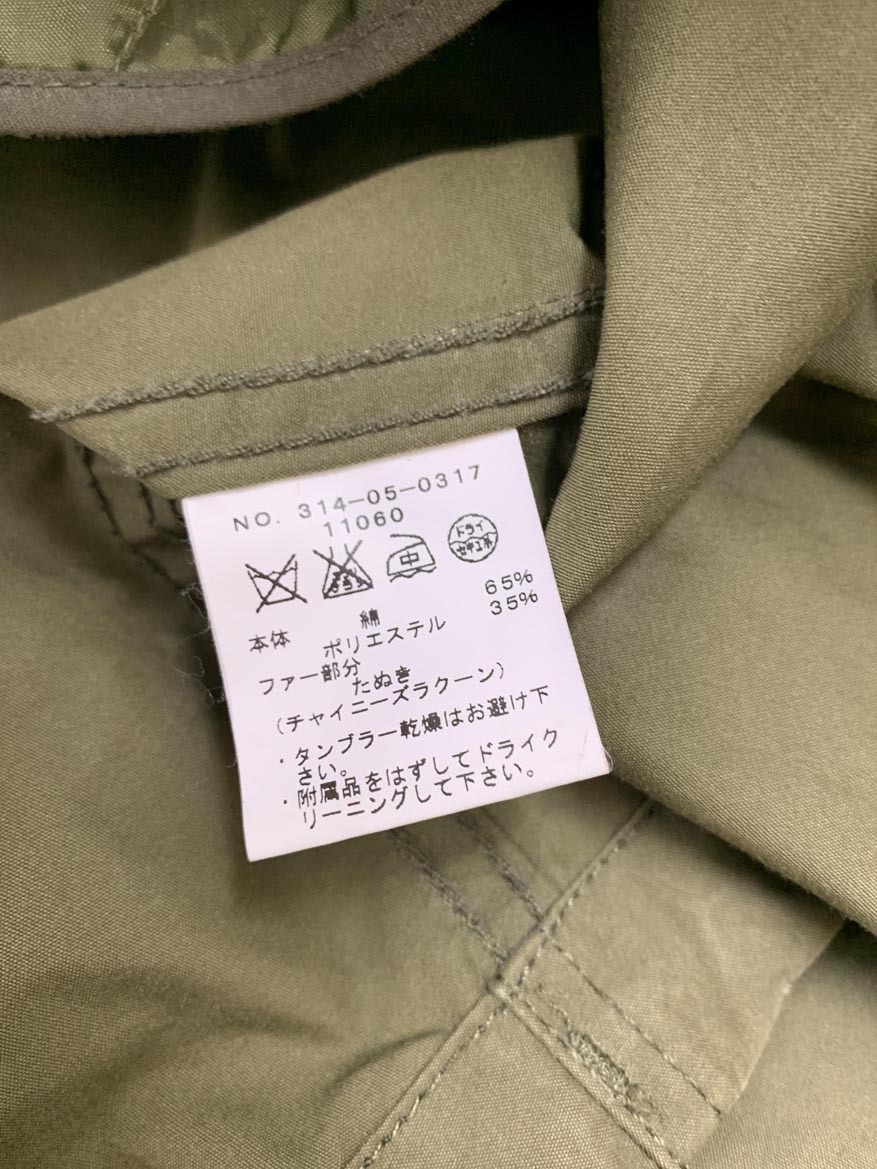 NO. 314-05-0317
11060
中 ドライ
セキユ系
綿 65%
本体 ポリエステル 35%
ファー部分
たぬき
(チャイニーズラクーン)
・タンブラー乾燥はお避け下
さい。
・附属品をはずしてドライク
リーニングして下さい。